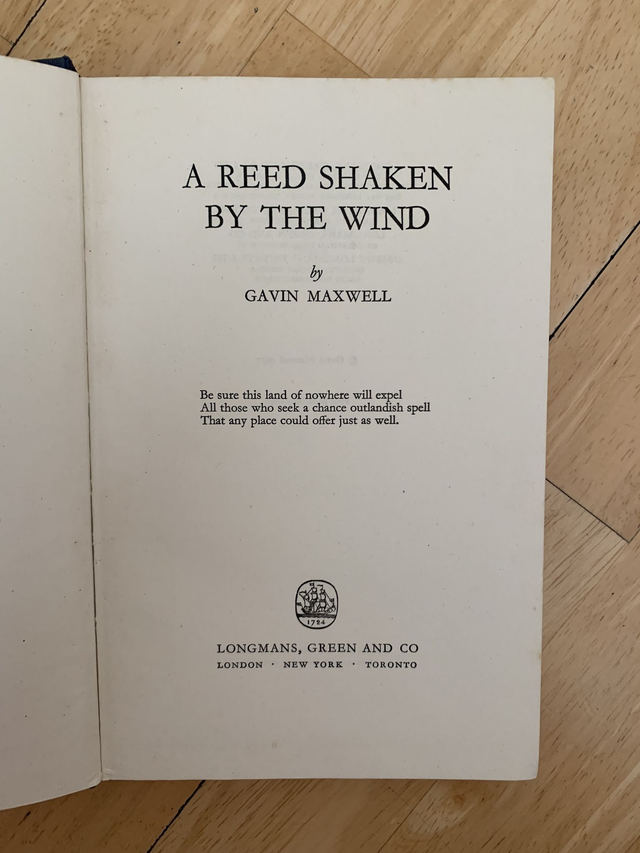 A REED SHAKEN
BY THE WIND
by
GAVIN MAXWELL
Be sure this land of nowhere will expel
All those who seek a chance outlandish spell
That any place could offer just as well.
1724
LONGMANS, GREEN AND CO
LONDON · NEW YORK · TORONTO